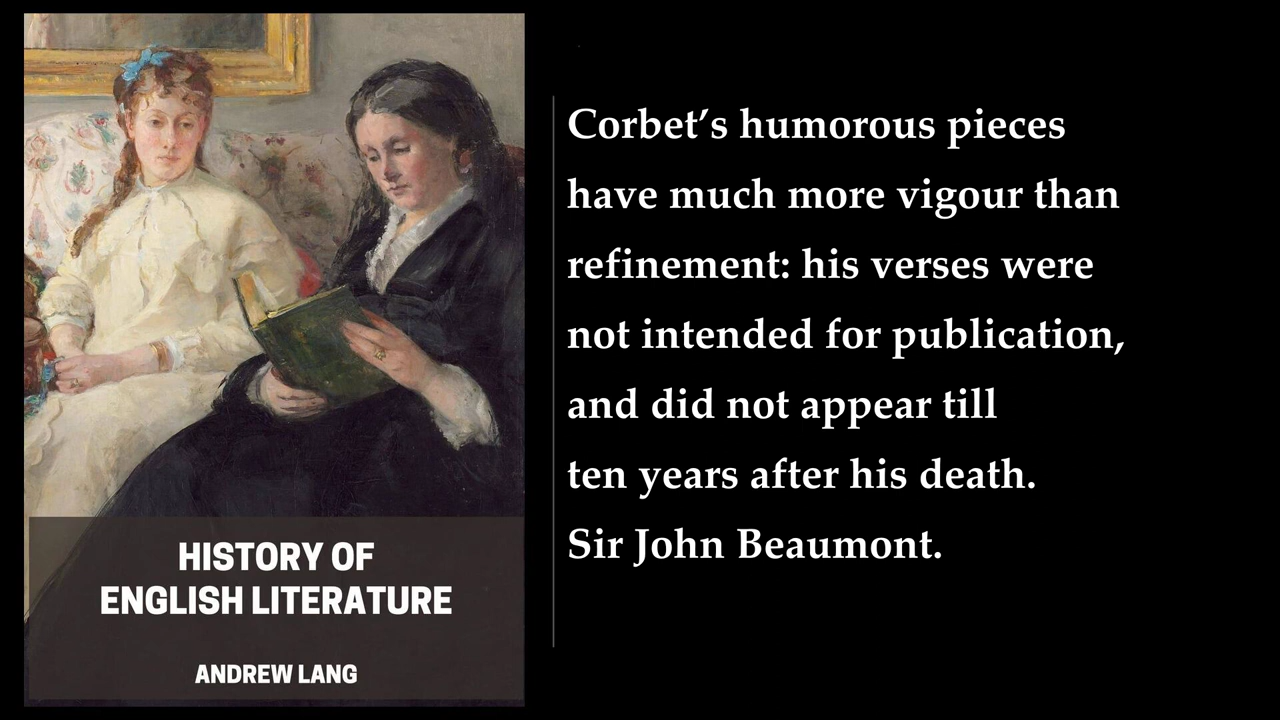 HISTORY OF
ENGLISH LITERATURE
ANDREW LANG
Corbet’s humorous pieces
have much more vigour than
refinement: his verses were
not intended for publication,
and did not appear till
ten years after his death.
Sir John Beaumont.